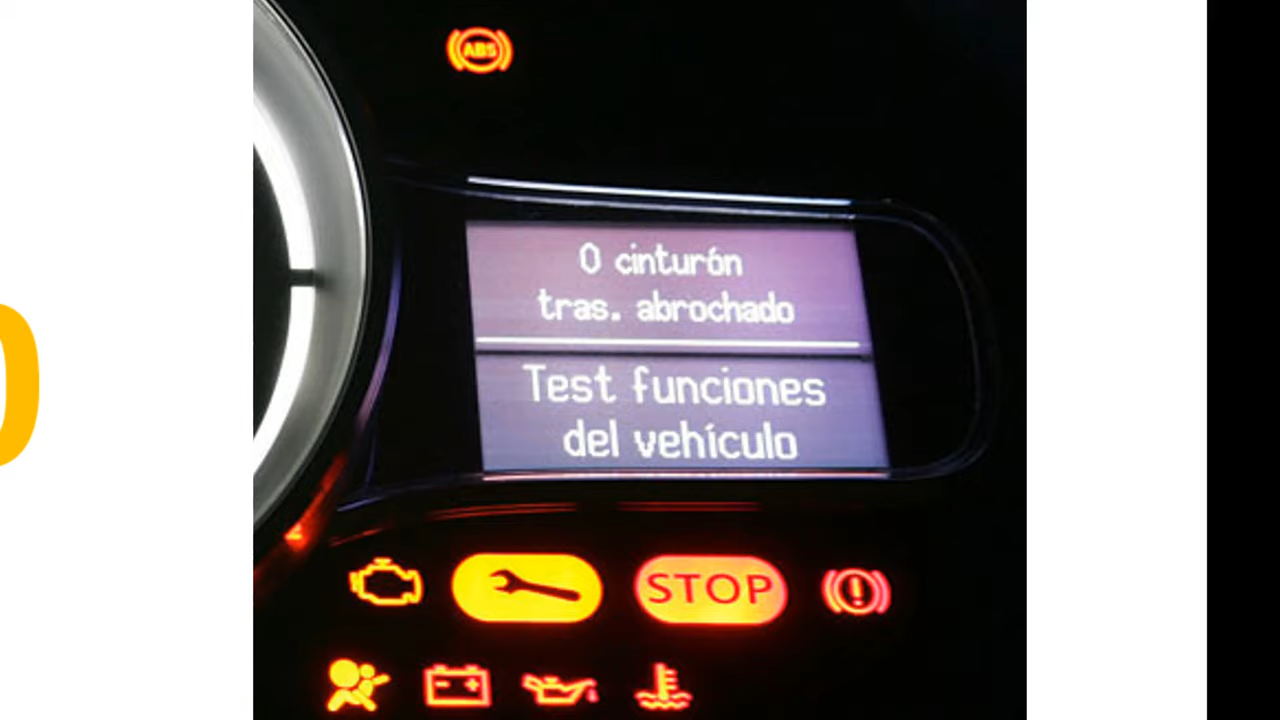 ABS
0 cinturón
tras. abrochado
Test funciones
del vehículo
STOP